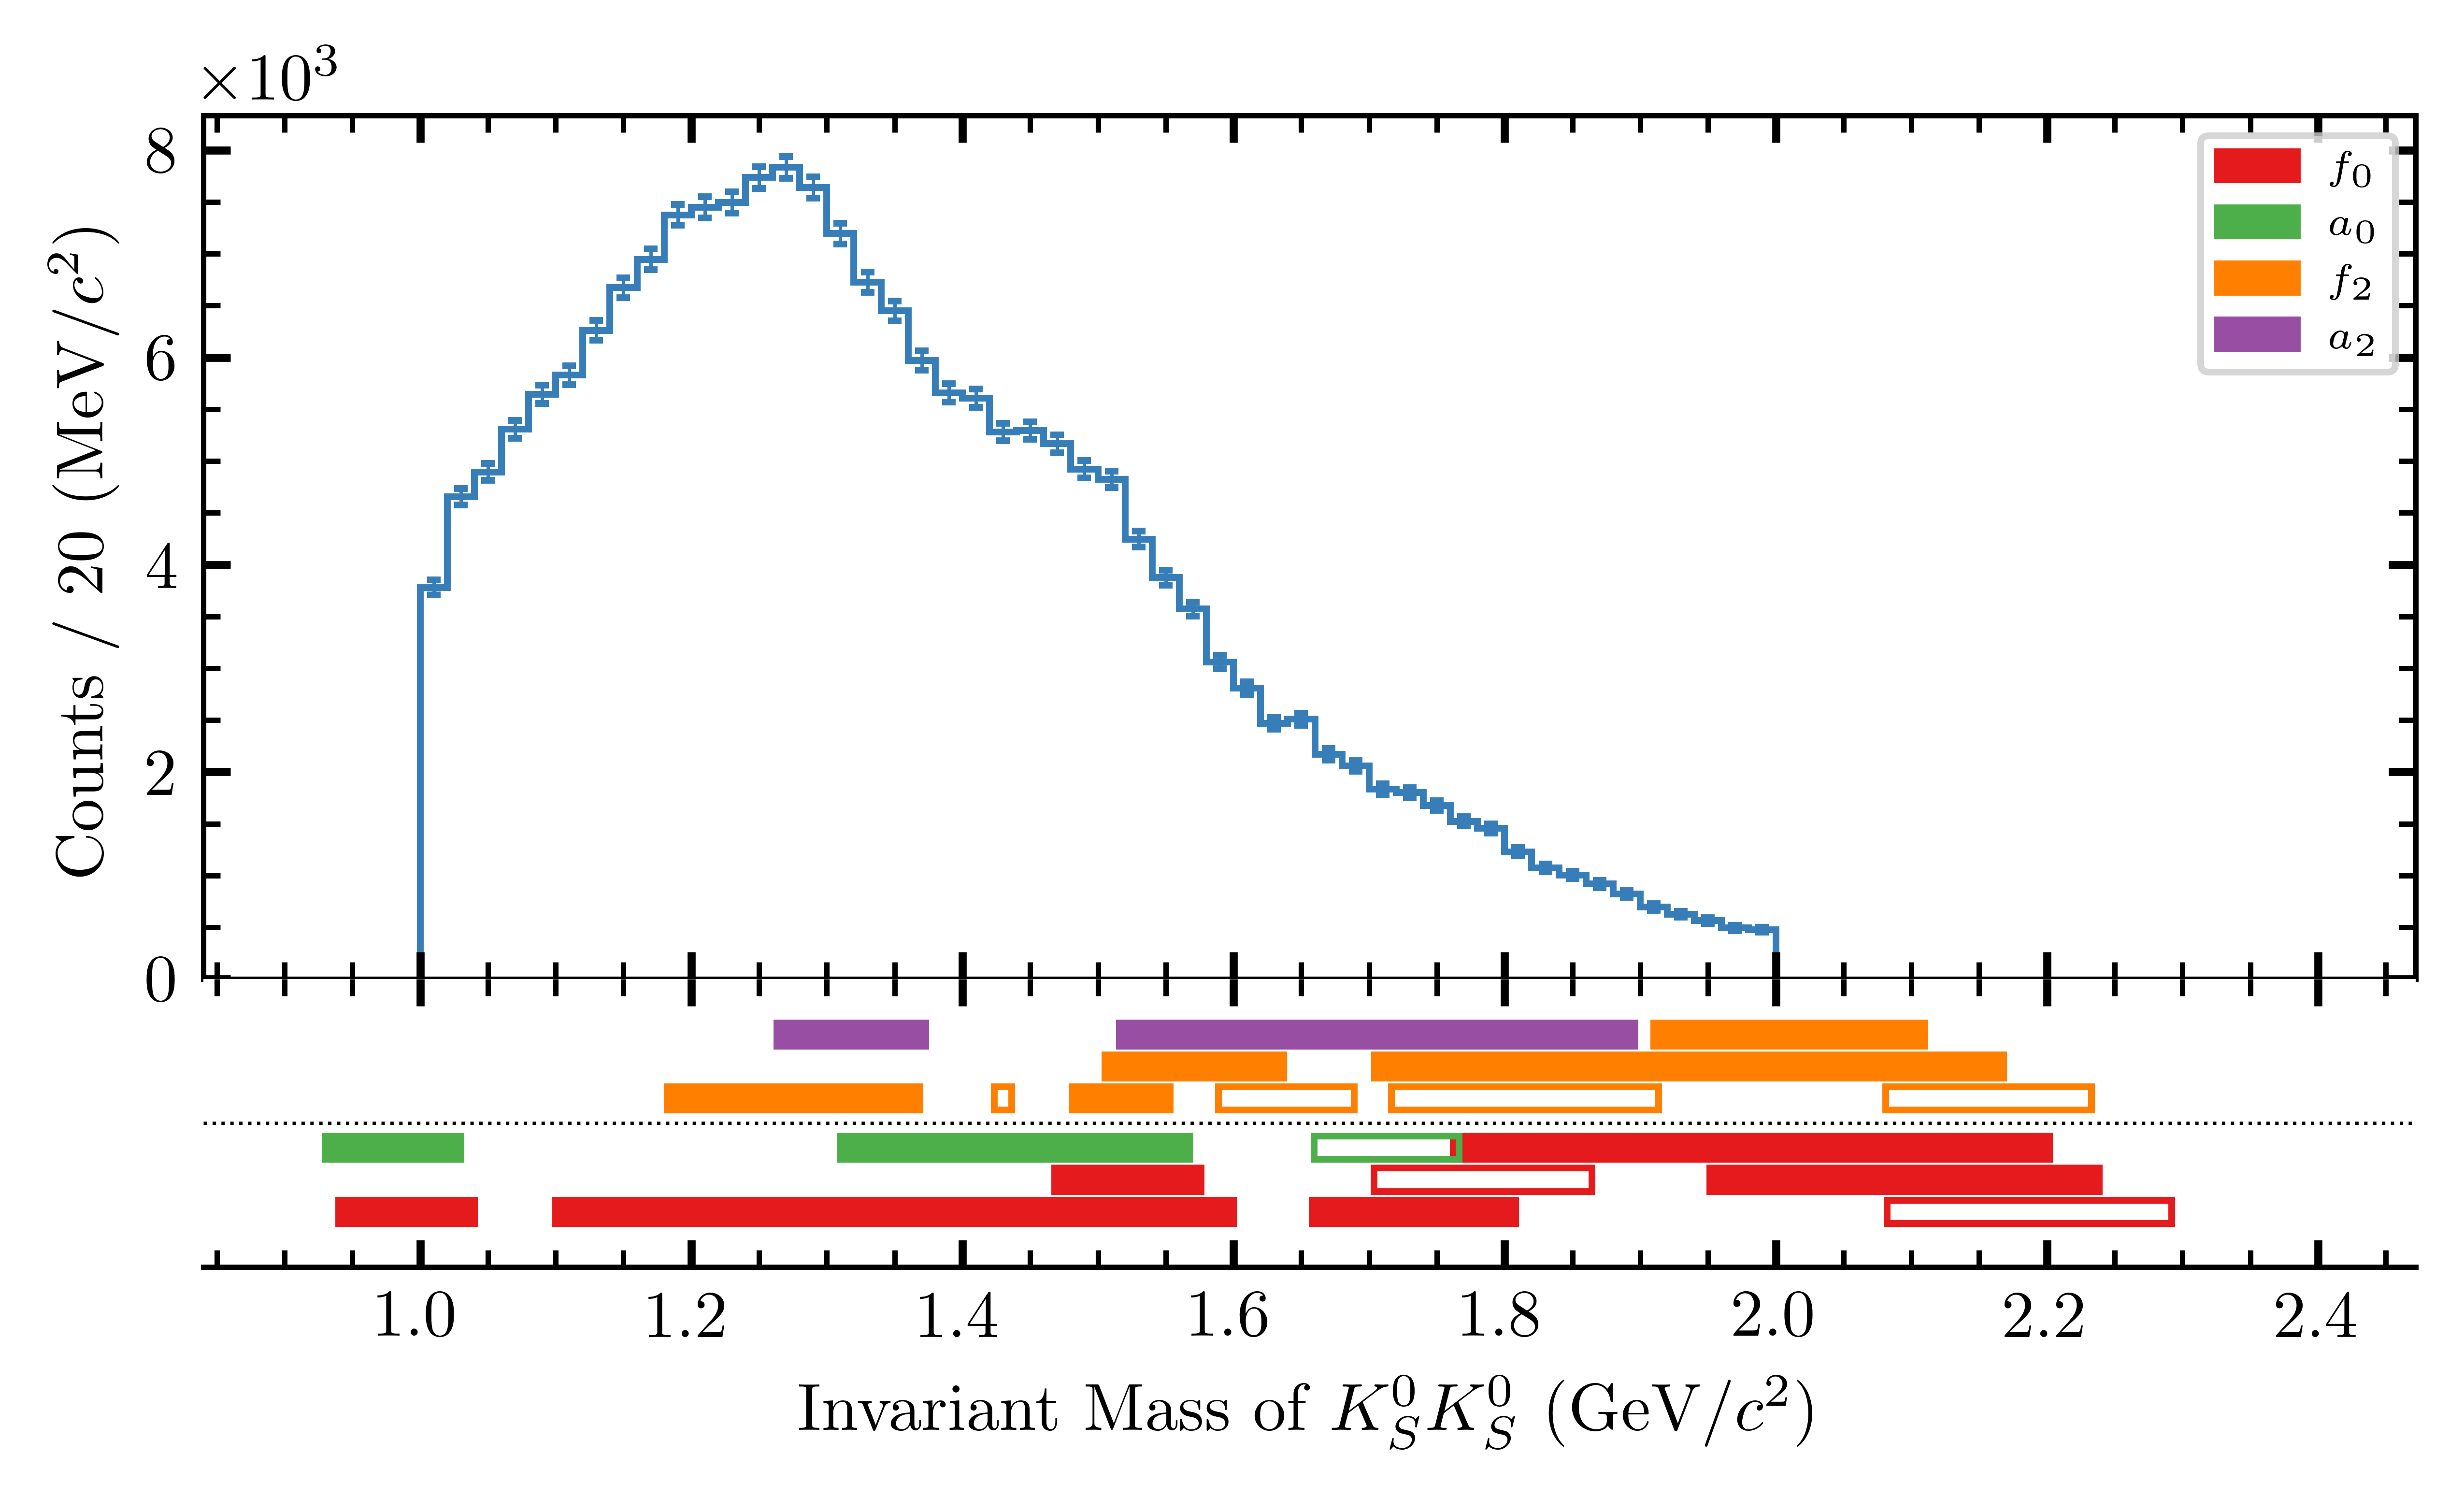 ×10³
8
6
4
2
0
Counts / 20 (MeV/c²)
f₀
a₀
f₂
a₂
1.0 1.2 1.4 1.6 1.8 2.0 2.2 2.4
Invariant Mass of K⁰_S K⁰_S (GeV/c²)